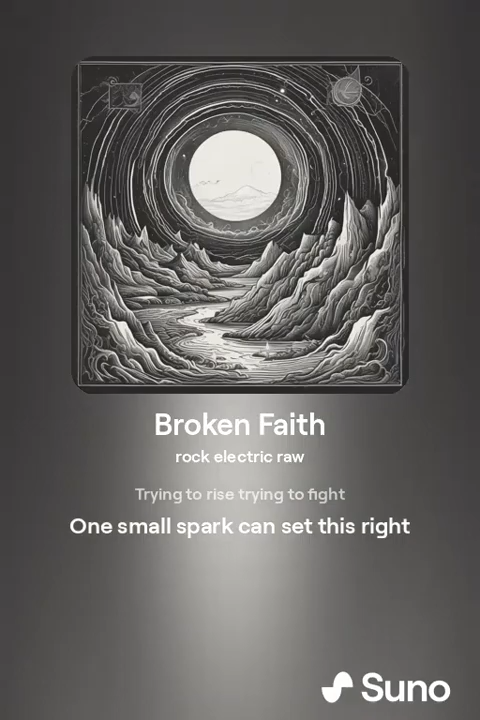 Broken Faith
rock electric raw
Trying to rise trying to fight
One small spark can set this right
Suno